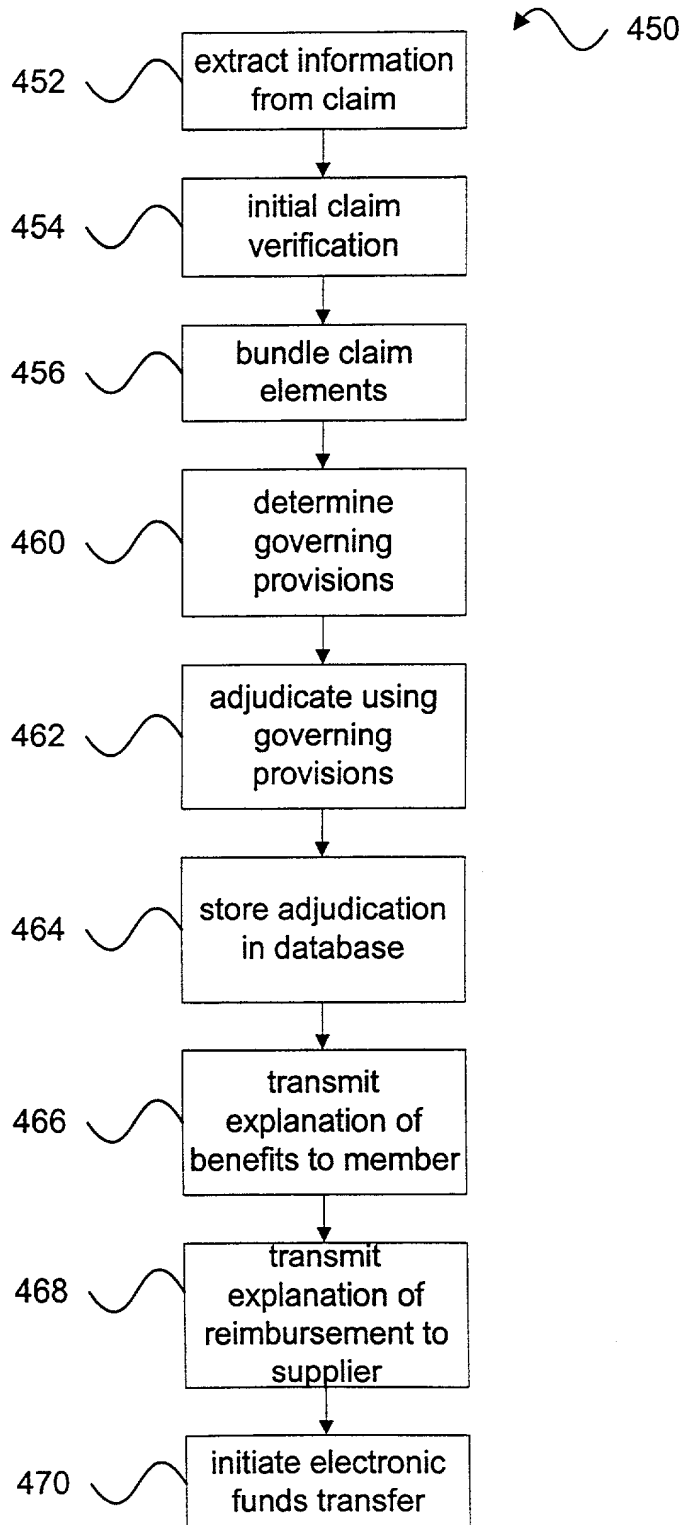 450
452
extract information
from claim
454
initial claim
verification
456
bundle claim
elements
460
determine
governing
provisions
462
adjudicate using
governing
provisions
464
store adjudication
in database
466
transmit
explanation of
benefits to member
468
transmit
explanation of
reimbursement to
supplier
470
initiate electronic
funds transfer